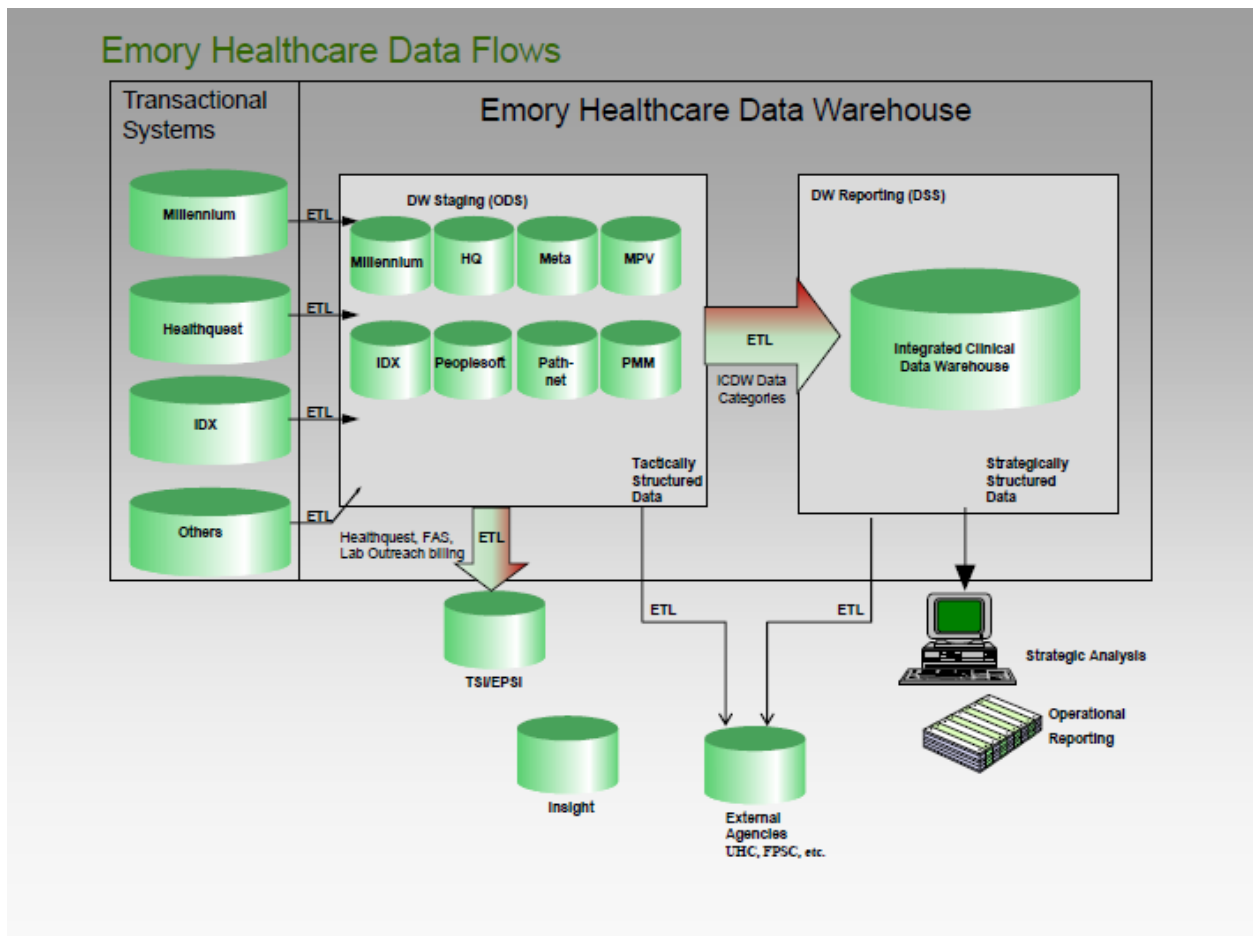 Emory Healthcare Data Flows
Transactional
Systems
Emory Healthcare Data Warehouse
Millennium
ETL
Healthquest
ETL
IDX
ETL
Others
ETL
DW Staging (ODS)
Millennium
HQ
Meta
MPV
IDX
Peoplesoft
Path-
net
PMM
Tactically
Structured
Data
ETL
ICDW Data
Categories
DW Reporting (DSS)
Integrated Clinical
Data Warehouse
Strategically
Structured
Data
Healthquest, FAS,
Lab Outreach billing
ETL
TSI/EPSI
ETL
ETL
Insight
External
Agencies
UHC, FPSC, etc.
Strategic Analysis
Operational
Reporting